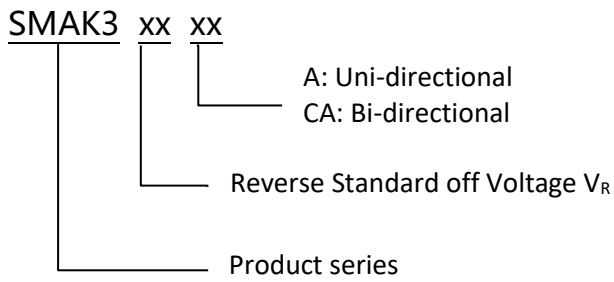 SMAK3 xx xx
A: Uni-directional
CA: Bi-directional
Reverse Standard off Voltage VR
Product series